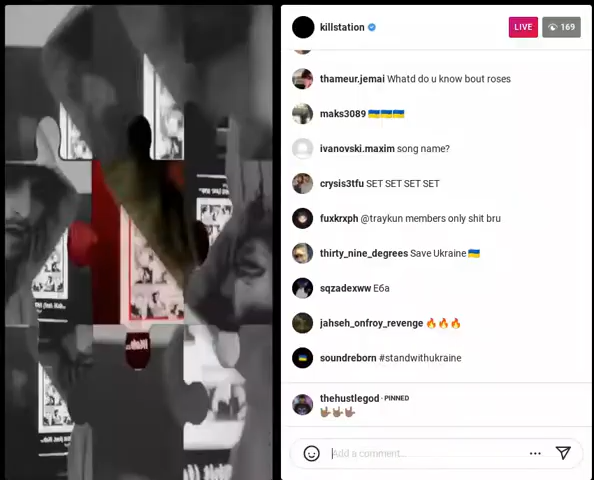 killstation
LIVE
169
thameur.jemai Whatd do u know bout roses
maks3089 🇺🇦🇺🇦🇺🇦
ivanovski.maxim song name?
crysis3tfu SET SET SET SET
fuxkrxph @traykun members only shit bru
thirty_nine_degrees Save Ukraine 🇺🇦
sqzadexww Еба
jahseh_onfroy_revenge 🔥🔥🔥
soundreborn #standwithukraine
thehustlegod · PINNED
🤟🏽🤟🏽🤟🏽
Add a comment...